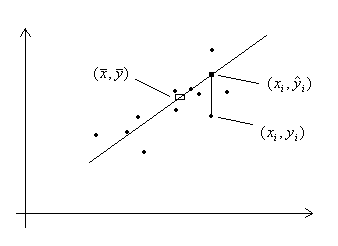 (x̄, ȳ)
(xᵢ, ŷᵢ)
(xᵢ, yᵢ)